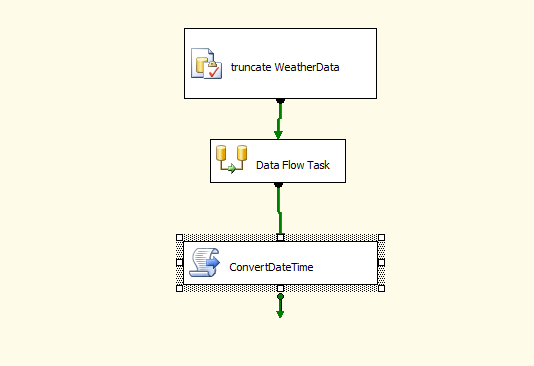 truncate WeatherData
Data Flow Task
ConvertDateTime